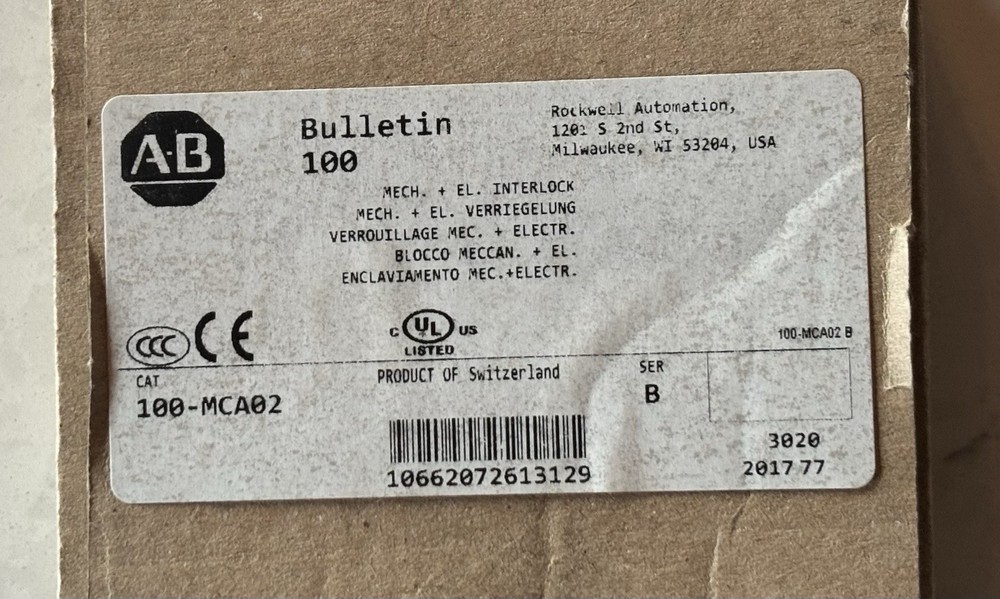 A·B
Bulletin
100
Rockwell Automation,
1201 S 2nd St,
Milwaukee, WI 53204, USA
MECH. + EL. INTERLOCK
MECH. + EL. VERRIEGELUNG
VERROUILLAGE MEC. + ELECTR.
BLOCCO MECCAN. + EL.
ENCLAVIAMENTO MEC.+ELECTR.
CCC CE
C UL US
LISTED
100-MCA02 B
CAT
100-MCA02
PRODUCT OF Switzerland
SER
B
10662072613129
3020
2017 77